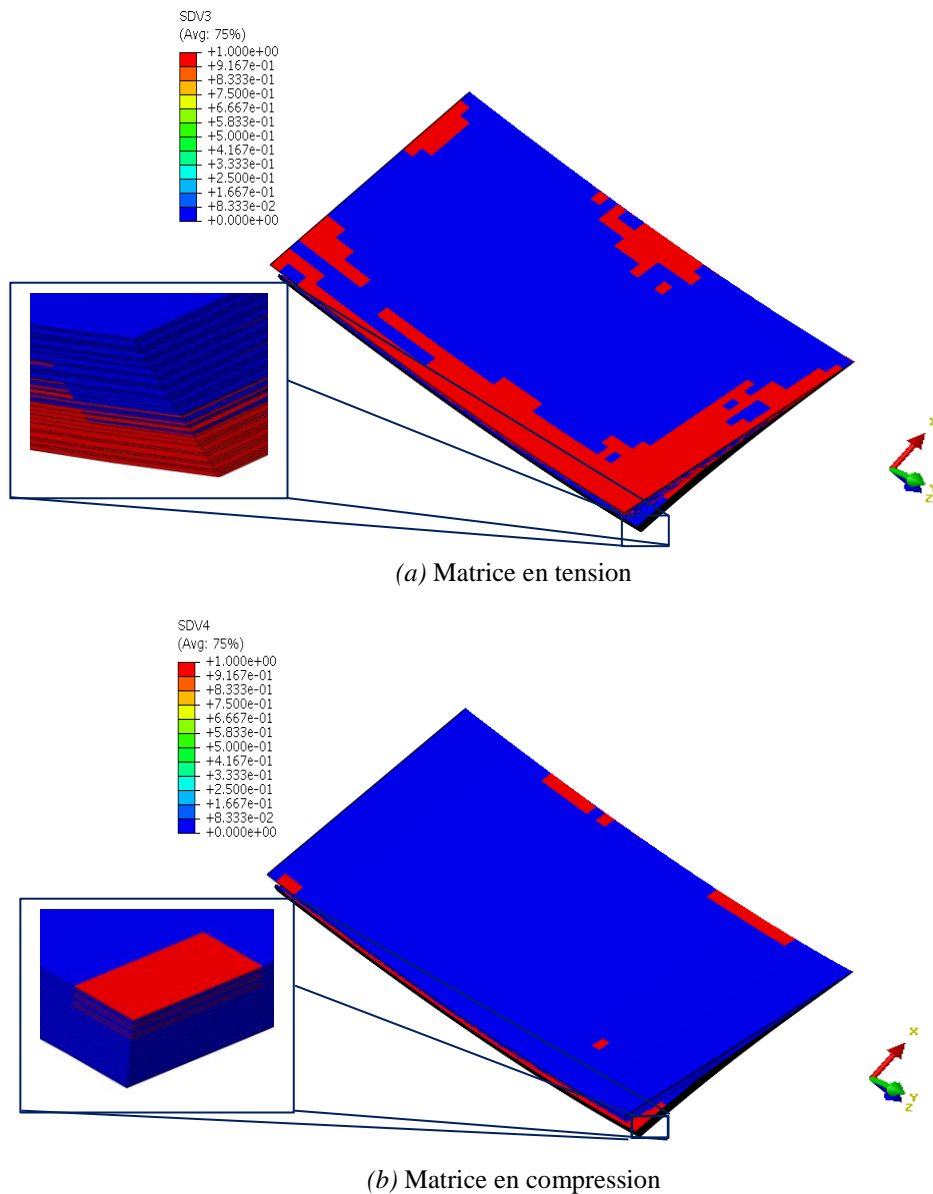 SDV3
(Avg: 75%)
+1.000e+00
+9.167e-01
+8.333e-01
+7.500e-01
+6.667e-01
+5.833e-01
+5.000e-01
+4.167e-01
+3.333e-01
+2.500e-01
+1.667e-01
+8.333e-02
+0.000e+00
X
Y
Z
(a) Matrice en tension
SDV4
(Avg: 75%)
+1.000e+00
+9.167e-01
+8.333e-01
+7.500e-01
+6.667e-01
+5.833e-01
+5.000e-01
+4.167e-01
+3.333e-01
+2.500e-01
+1.667e-01
+8.333e-02
+0.000e+00
X
Y
Z
(b) Matrice en compression